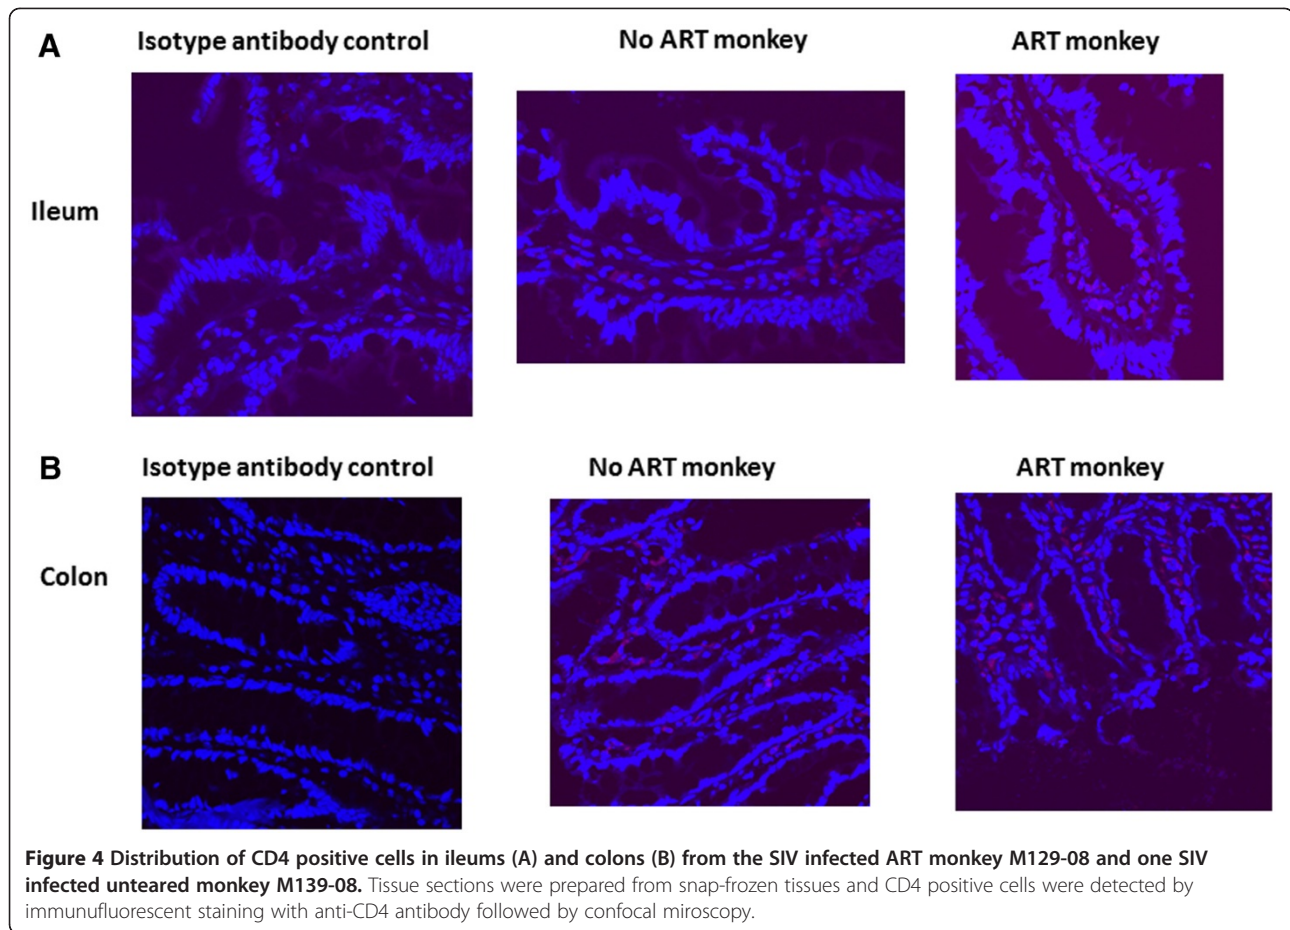 A
Isotype antibody control
No ART monkey
ART monkey
Ileum
B
Isotype antibody control
No ART monkey
ART monkey
Colon
Figure 4 Distribution of CD4 positive cells in ileums (A) and colons (B) from the SIV infected ART monkey M129-08 and one SIV
infected unteared monkey M139-08. Tissue sections were prepared from snap-frozen tissues and CD4 positive cells were detected by
immunufluorescent staining with anti-CD4 antibody followed by confocal miroscopy.